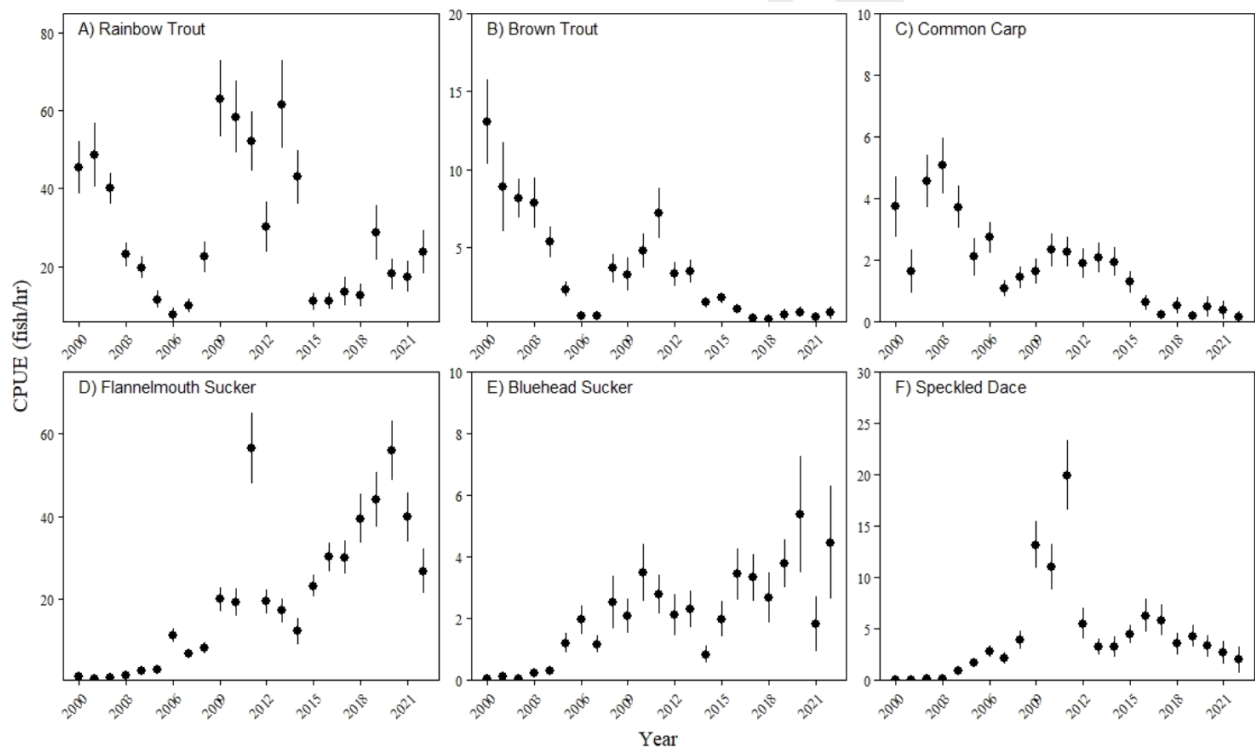 A) Rainbow Trout
80
60
40
20
2000 2003 2006 2009 2012 2015 2018 2021
B) Brown Trout
20
15
10
5
2000 2003 2006 2009 2012 2015 2018 2021
C) Common Carp
10
8
6
4
2
0
2000 2003 2006 2009 2012 2015 2018 2021
CPUE (fish/hr)
D) Flannelmouth Sucker
60
40
20
2000 2003 2006 2009 2012 2015 2018 2021
E) Bluehead Sucker
10
8
6
4
2
0
2000 2003 2006 2009 2012 2015 2018 2021
F) Speckled Dace
30
25
20
15
10
5
0
2000 2003 2006 2009 2012 2015 2018 2021
Year